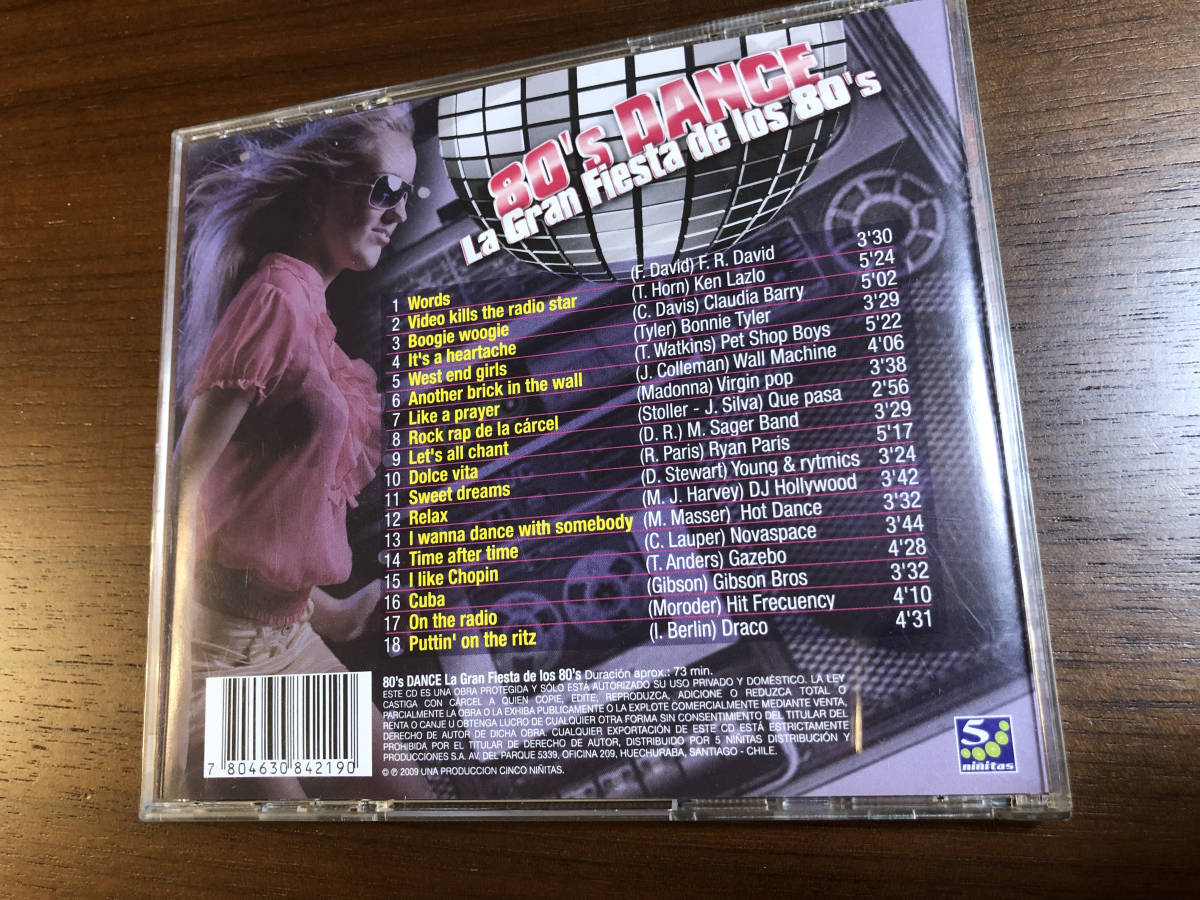 80's DANCE
La Gran Fiesta de los 80's
1 Words (F. David) F. R. David 3'30
2 Video kills the radio star (T. Horn) Ken Lazlo 5'24
3 Boogie woogie (C. Davis) Claudia Barry 5'02
4 It's a heartache (Tyler) Bonnie Tyler 3'29
5 West end girls (T. Watkins) Pet Shop Boys 5'22
6 Another brick in the wall (J. Colleman) Wall Machine 4'06
7 Like a prayer (Madonna) Virgin pop 3'38
8 Rock rap de la cárcel (Stoller - J. Silva) Que pasa 2'56
9 Let's all chant (D. R.) M. Sager Band 3'29
10 Dolce vita (R. Paris) Ryan Paris 5'17
11 Sweet dreams (D. Stewart) Young & rytmics 3'24
12 Relax (M. J. Harvey) DJ Hollywood 3'42
13 I wanna dance with somebody (M. Masser) Hot Dance 3'32
14 Time after time (C. Lauper) Novaspace 3'44
15 I like Chopin (T. Anders) Gazebo 4'28
16 Cuba (Gibson) Gibson Bros 3'32
17 On the radio (Moroder) Hit Frecuency 4'10
18 Puttin' on the ritz (I. Berlin) Draco 4'31
80's DANCE La Gran Fiesta de los 80's Duración aprox.: 73 min.
ESTE CD ES UNA OBRA PROTEGIDA Y SÓLO ESTÁ AUTORIZADO SU USO PRIVADO Y DOMÉSTICO. LA LEY
CASTIGA CON CÁRCEL A QUIEN COPIE, EDITE, REPRODUZCA, ADICIONE O REDUZCA TOTAL O
PARCIALMENTE LA OBRA O LA EXHIBA PUBLICAMENTE O LA EXPLOTE COMERCIALMENTE MEDIANTE VENTA,
RENTA O CANJE U OBTENGA LUCRO DE CUALQUIER OTRA FORMA SIN CONSENTIMIENTO DEL TITULAR DEL
DERECHO DE AUTOR DE DICHA OBRA. CUALQUIER EXPORTACIÓN DE ESTE CD ESTÁ ESTRICTAMENTE
PROHIBIDA POR EL TITULAR DE DERECHO DE AUTOR, DISTRIBUIDO POR 5 NIÑITAS DISTRIBUCIÓN Y
PRODUCCIONES S.A. AV. DEL PARQUE 5339, OFICINA 209, HUECHURABA, SANTIAGO - CHILE.
© ℗ 2009 UNA PRODUCCION CINCO NIÑITAS.
7 804630 842190
5
niñitas